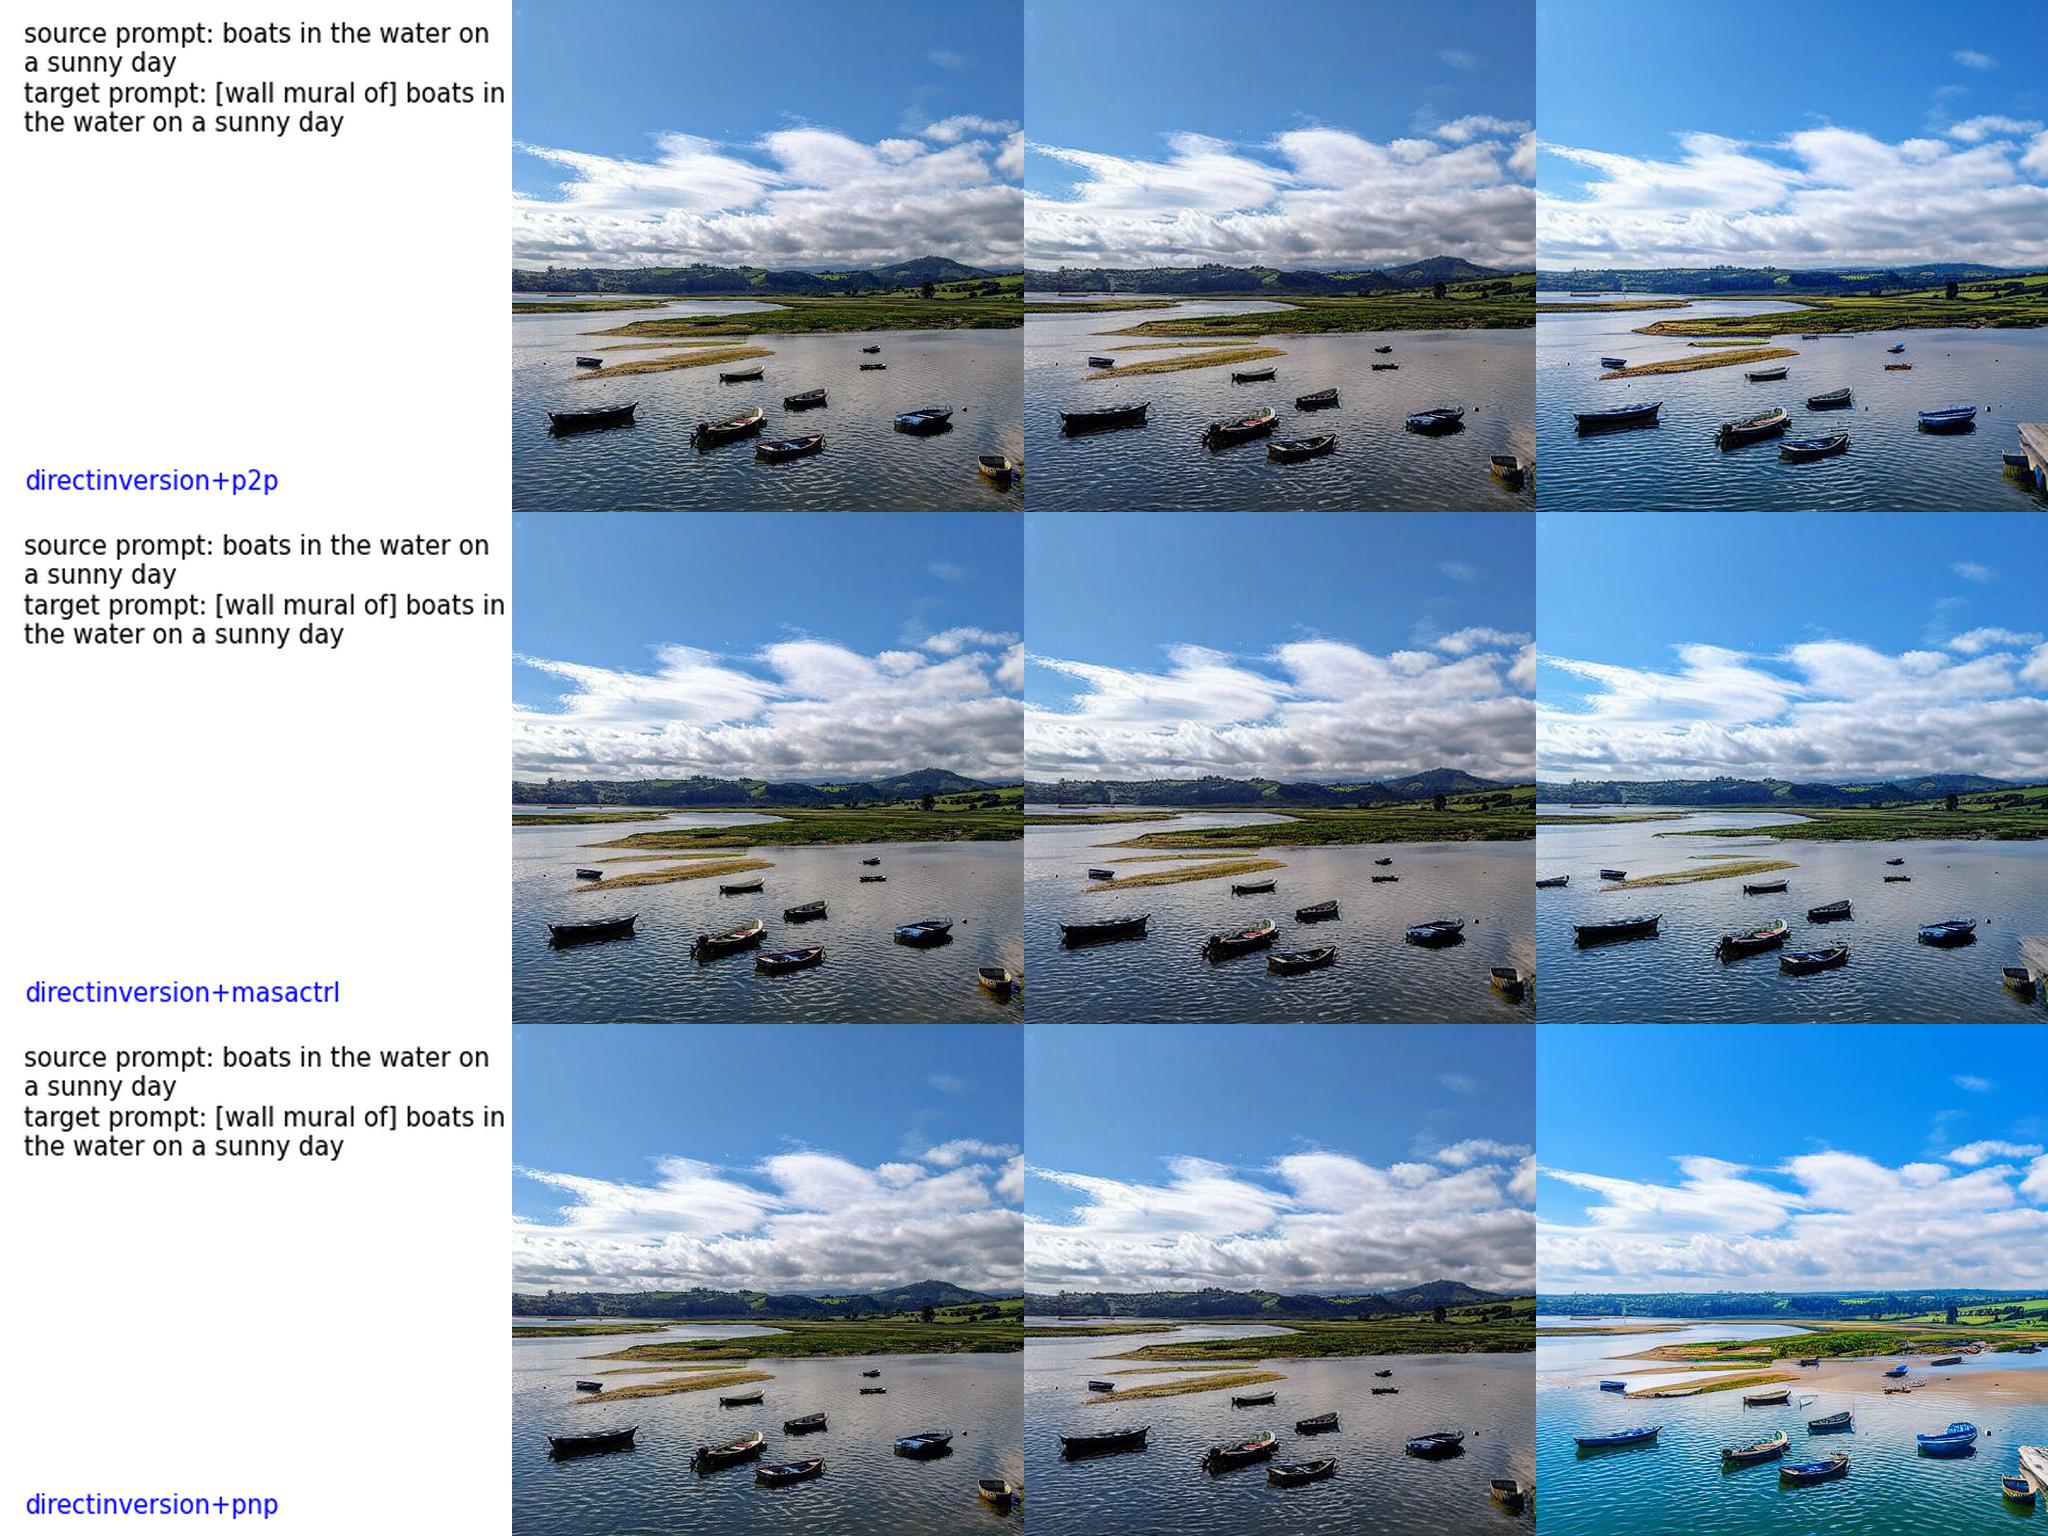 source prompt: boats in the water on
a sunny day
target prompt: [wall mural of] boats in
the water on a sunny day
directinversion+p2p
source prompt: boats in the water on
a sunny day
target prompt: [wall mural of] boats in
the water on a sunny day
directinversion+masactrl
source prompt: boats in the water on
a sunny day
target prompt: [wall mural of] boats in
the water on a sunny day
directinversion+pnp